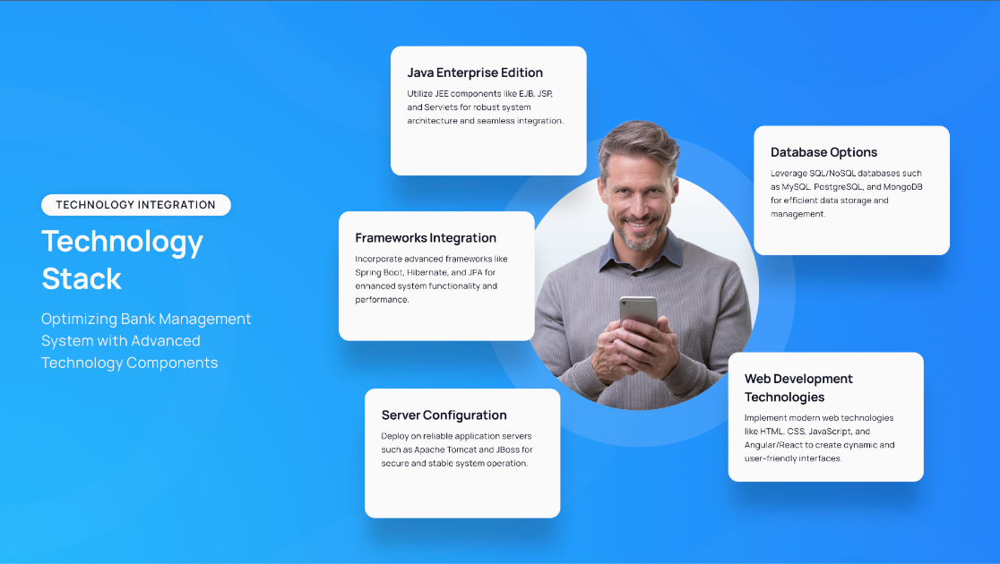 TECHNOLOGY INTEGRATION
Technology
Stack
Optimizing Bank Management
System with Advanced
Technology Components
Java Enterprise Edition
Utilize JEE components like EJB, JSP,
and Servlets for robust system
architecture and seamless integration.
Frameworks Integration
Incorporate advanced frameworks like
Spring Boot, Hibernate, and JPA for
enhanced system functionality and
performance.
Server Configuration
Deploy on reliable application servers
such as Apache Tomcat and JBoss for
secure and stable system operation.
Database Options
Leverage SQL/NoSQL databases such
as MySQL, PostgreSQL, and MongoDB
for efficient data storage and
management.
Web Development
Technologies
Implement modern web technologies
like HTML, CSS, JavaScript, and
Angular/React to create dynamic and
user-friendly interfaces.